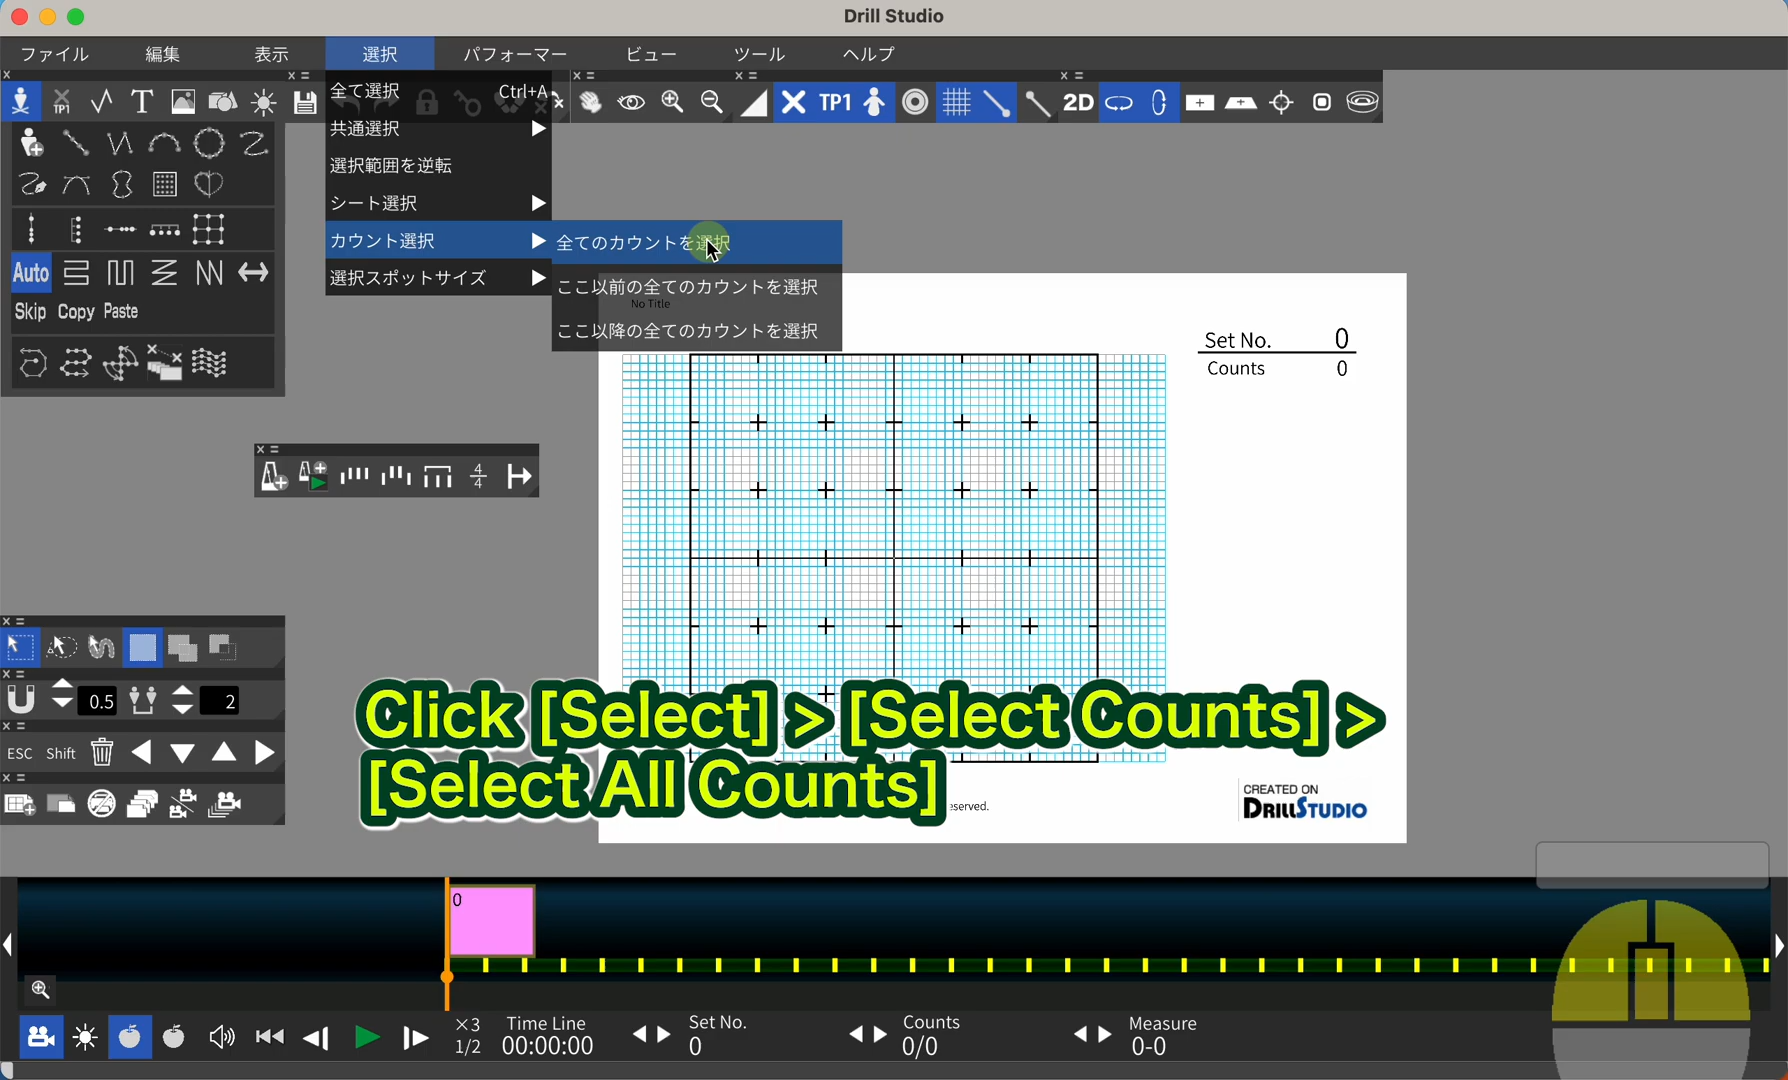 Drill Studio
ファイル 編集 表示 選択 パフォーマー ビュー ツール ヘルプ
TP1 T 全て選択 Ctrl+A TP1 2D
共通選択
選択範囲を逆転
シート選択
カウント選択 全てのカウントを選択
選択スポットサイズ ここ以前の全てのカウントを選択
ここ以降の全てのカウントを選択
Auto
Skip Copy Paste
No Title
Set No. 0
Counts 0
4/4
0.5 2
ESC Shift
Click [Select] > [Select Counts] >
[Select All Counts]
eserved.
CREATED ON
DRILLSTUDIO
0
×3 Time Line Set No. Counts Measure
1/2 00:00:00 0 0/0 0-0